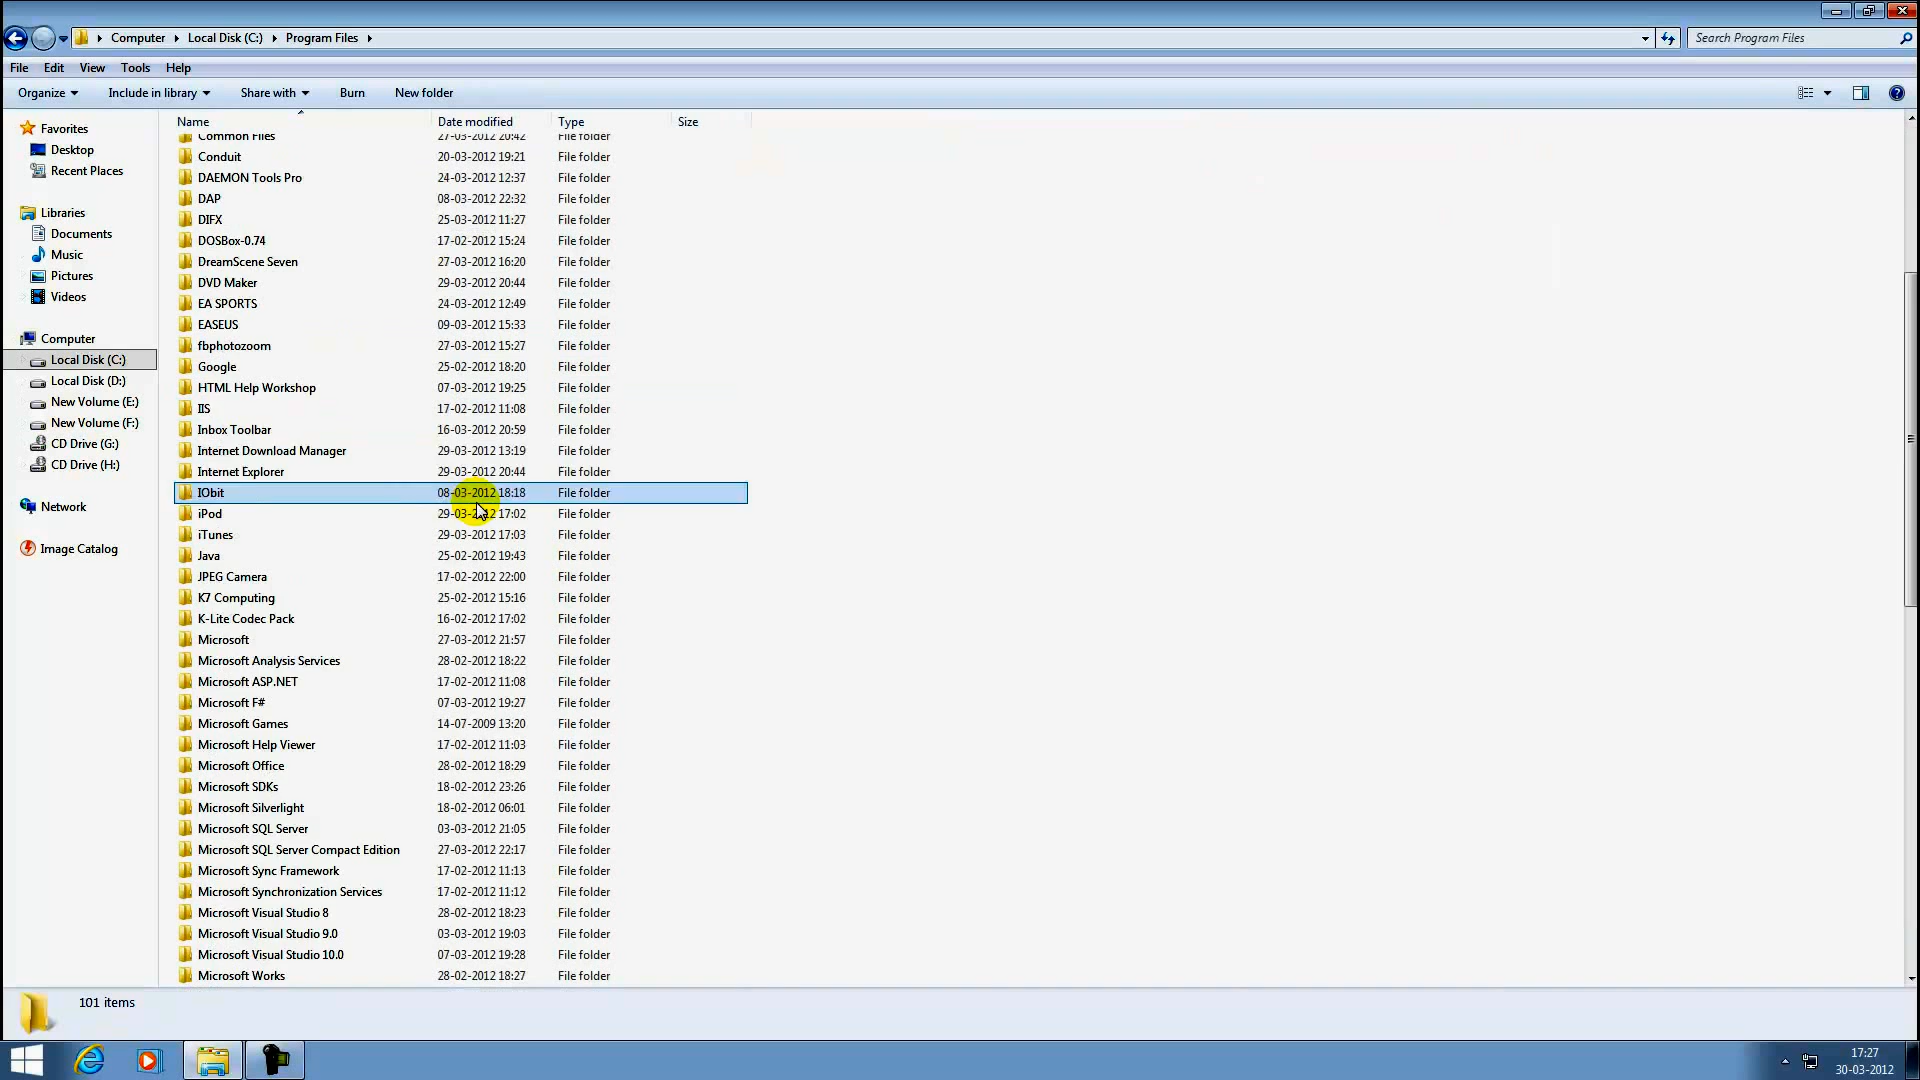 Computer Local Disk (C:) Program Files
Search Program Files
File Edit View Tools Help
Organize Include in library Share with Burn New folder
Favorites
Desktop
Recent Places
Libraries
Documents
Music
Pictures
Videos
Computer
Local Disk (C:)
Local Disk (D:)
New Volume (E:)
New Volume (F:)
CD Drive (G:)
CD Drive (H:)
Network
Image Catalog
Name Date modified Type Size
Common Files 27-03-2012 20:42 File folder
Conduit 20-03-2012 19:21 File folder
DAEMON Tools Pro 24-03-2012 12:37 File folder
DAP 08-03-2012 22:32 File folder
DIFX 25-03-2012 11:27 File folder
DOSBox-0.74 17-02-2012 15:24 File folder
DreamScene Seven 27-03-2012 16:20 File folder
DVD Maker 29-03-2012 20:44 File folder
EA SPORTS 24-03-2012 12:49 File folder
EASEUS 09-03-2012 15:33 File folder
fbphotozoom 27-03-2012 15:27 File folder
Google 25-02-2012 18:20 File folder
HTML Help Workshop 07-03-2012 19:25 File folder
IIS 17-02-2012 11:08 File folder
Inbox Toolbar 16-03-2012 20:59 File folder
Internet Download Manager 29-03-2012 13:19 File folder
Internet Explorer 29-03-2012 20:44 File folder
IObit 08-03-2012 18:18 File folder
iPod 29-03-2012 17:02 File folder
iTunes 29-03-2012 17:03 File folder
Java 25-02-2012 19:43 File folder
JPEG Camera 17-02-2012 22:00 File folder
K7 Computing 25-02-2012 15:16 File folder
K-Lite Codec Pack 16-02-2012 17:02 File folder
Microsoft 27-03-2012 21:57 File folder
Microsoft Analysis Services 28-02-2012 18:22 File folder
Microsoft ASP.NET 17-02-2012 11:08 File folder
Microsoft F# 07-03-2012 19:27 File folder
Microsoft Games 14-07-2009 13:20 File folder
Microsoft Help Viewer 17-02-2012 11:03 File folder
Microsoft Office 28-02-2012 18:29 File folder
Microsoft SDKs 18-02-2012 23:26 File folder
Microsoft Silverlight 18-02-2012 06:01 File folder
Microsoft SQL Server 03-03-2012 21:05 File folder
Microsoft SQL Server Compact Edition 27-03-2012 22:17 File folder
Microsoft Sync Framework 17-02-2012 11:13 File folder
Microsoft Synchronization Services 17-02-2012 11:12 File folder
Microsoft Visual Studio 8 28-02-2012 18:23 File folder
Microsoft Visual Studio 9.0 03-03-2012 19:03 File folder
Microsoft Visual Studio 10.0 07-03-2012 19:28 File folder
Microsoft Works 28-02-2012 18:27 File folder
101 items
17:27
30-03-2012